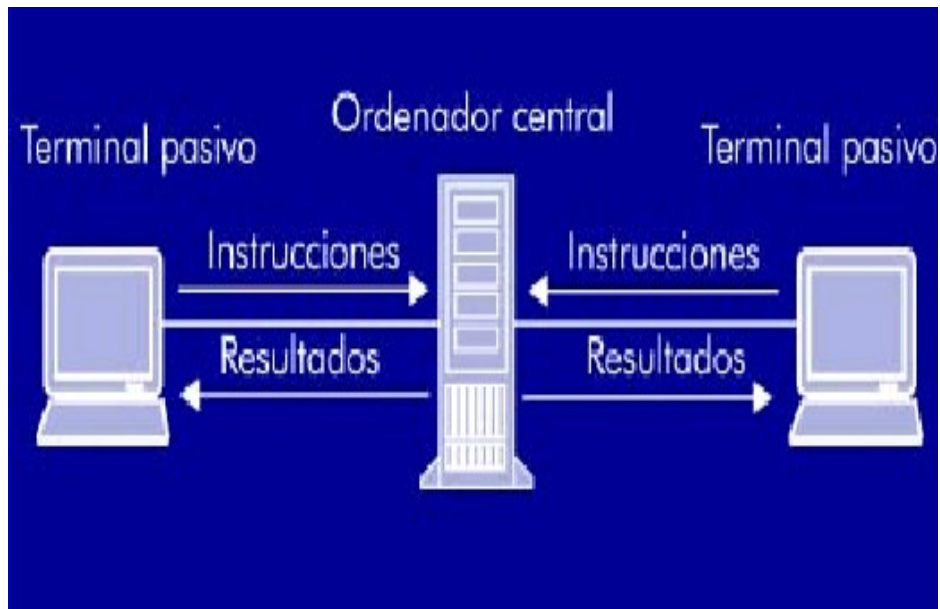 Ordenador central
Terminal pasivo
Terminal pasivo
Instrucciones
Instrucciones
Resultados
Resultados